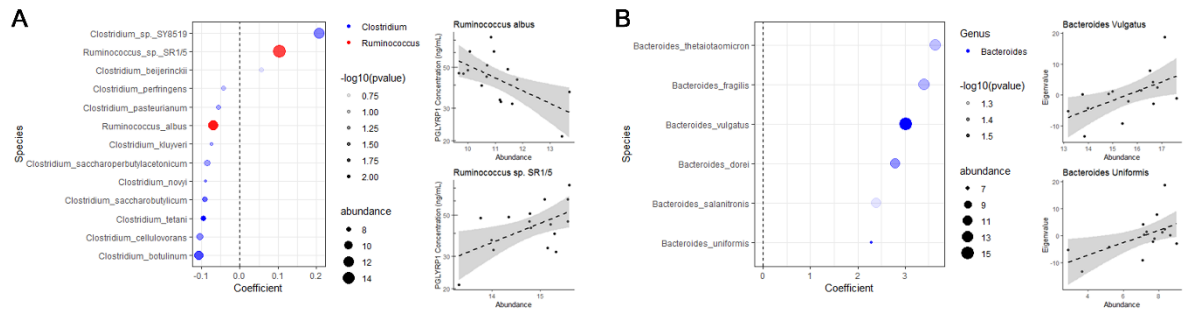 A
Species
Clostridium_sp._SY8519
Ruminococcus_sp._SR1/5
Clostridium_beijerinckii
Clostridium_perfringens
Clostridium_pasteurianum
Ruminococcus_albus
Clostridium_kluyveri
Clostridium_saccharoperbutylacetonicum
Clostridium_novyi
Clostridium_saccharobutylicum
Clostridium_tetani
Clostridium_cellulovorans
Clostridium_botulinum
-0.1 0.0 0.1 0.2
Coefficient
Clostridium
Ruminococcus
-log10(pvalue)
0.75
1.00
1.25
1.50
1.75
2.00
abundance
8
10
12
14
Ruminococcus albus
PGLYRP1 Concentration (ng/mL)
50
30
20
10 11 12 13
Abundance
Ruminococcus sp. SR1/5
PGLYRP1 Concentration (ng/mL)
50
30
20
14 15
Abundance
B
Species
Bacteroides_thetaiotaomicron
Bacteroides_fragilis
Bacteroides_vulgatus
Bacteroides_dorei
Bacteroides_salanitronis
Bacteroides_uniformis
0 1 2 3
Coefficient
Genus
Bacteroides
-log10(pvalue)
1.3
1.4
1.5
abundance
7
9
11
13
15
Bacteroides Vulgatus
Eigenvalue
20
10
0
-10
13 14 15 16 17
Abundance
Bacteroides Uniformis
Eigenvalue
20
10
0
-10
4 6 8
Abundance